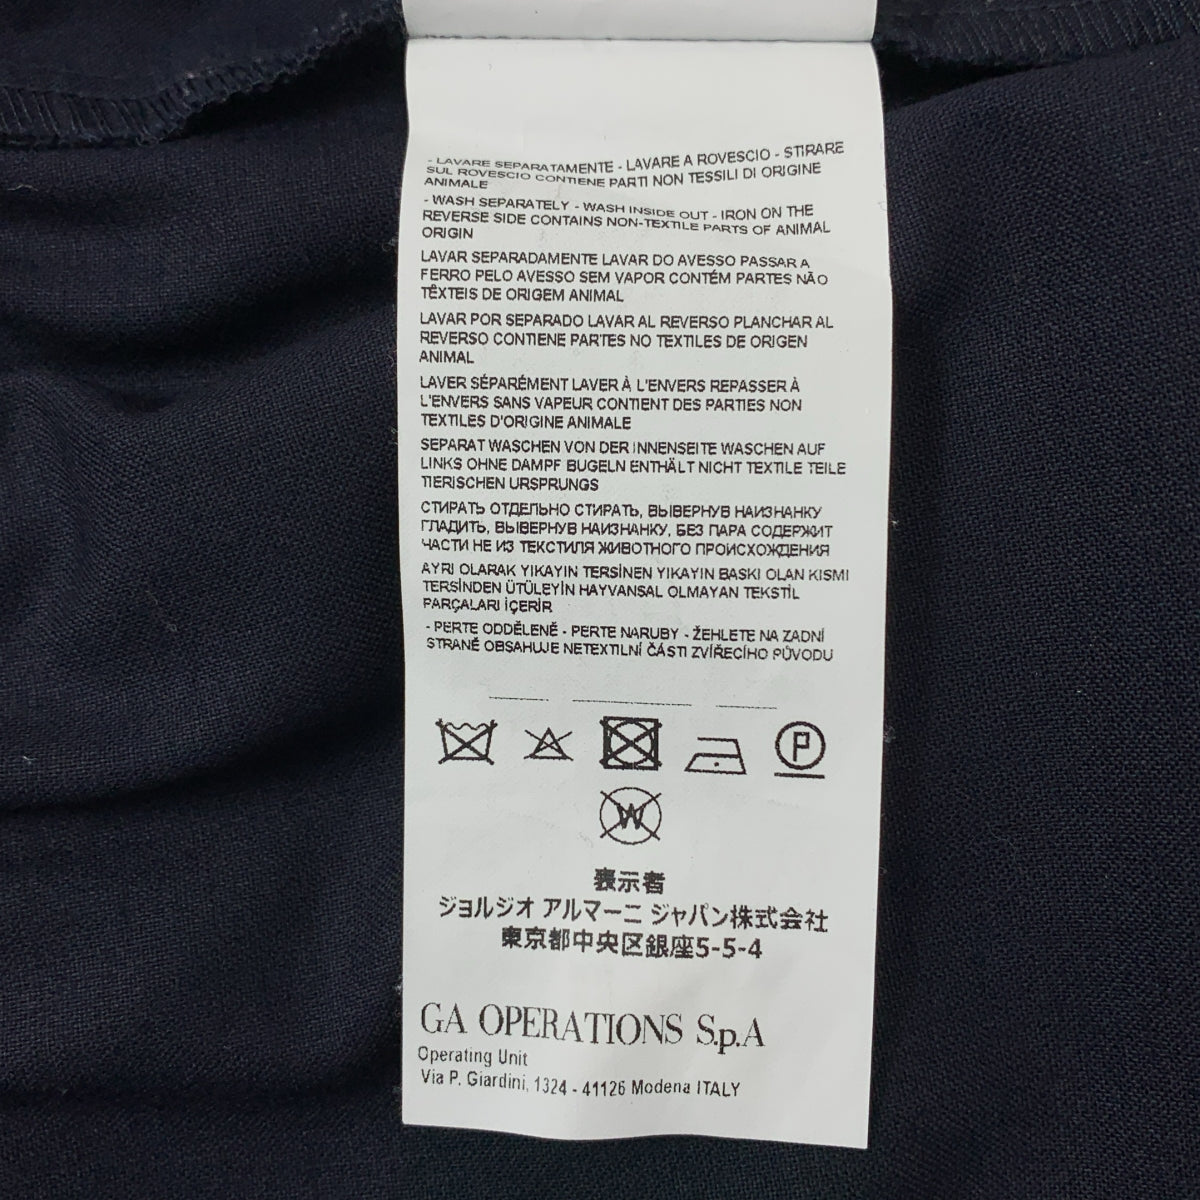 - LAVARE SEPARATAMENTE - LAVARE A ROVESCIO - STIRARE
SUL ROVESCIO CONTIENE PARTI NON TESSILI DI ORIGINE
ANIMALE
- WASH SEPARATELY - WASH INSIDE OUT - IRON ON THE
REVERSE SIDE CONTAINS NON-TEXTILE PARTS OF ANIMAL
ORIGIN
LAVAR SEPARADAMENTE LAVAR DO AVESSO PASSAR A
FERRO PELO AVESSO SEM VAPOR CONTÉM PARTES NÃO
TÊXTEIS DE ORIGEM ANIMAL
LAVAR POR SEPARADO LAVAR AL REVERSO PLANCHAR AL
REVERSO CONTIENE PARTES NO TEXTILES DE ORIGEN
ANIMAL
LAVER SÉPARÉMENT LAVER À L'ENVERS REPASSER À
L'ENVERS SANS VAPEUR CONTIENT DES PARTIES NON
TEXTILES D'ORIGINE ANIMALE
SEPARAT WASCHEN VON DER INNENSEITE WASCHEN AUF
LINKS OHNE DAMPF BUGELN ENTHÄLT NICHT TEXTILE TEILE
TIERISCHEN URSPRUNGS
СТИРАТЬ ОТДЕЛЬНО СТИРАТЬ, ВЫВЕРНУВ НАИЗНАНКУ
ГЛАДИТЬ, ВЫВЕРНУВ НАИЗНАНКУ, БЕЗ ПАРА СОДЕРЖИТ
ЧАСТИ НЕ ИЗ ТЕКСТИЛЯ ЖИВОТНОГО ПРОИСХОЖДЕНИЯ
AYRI OLARAK YIKAYIN TERSİNEN YIKAYIN BASKI OLAN KISMI
TERSİNDEN ÜTÜLEYİN HAYVANSAL OLMAYAN TEKSTİL
PARÇALARI İÇERİR
- PERTE ODDĚLENĚ - PERTE NARUBY - ŽEHLETE NA ZADNÍ
STRANĚ OBSAHUJE NETEXTILNÍ ČÁSTI ZVÍŘECÍHO PŮVODU
P
W
表示者
ジョルジオ アルマーニ ジャパン株式会社
東京都中央区銀座5-5-4
GA OPERATIONS S.p.A
Operating Unit
Via P. Giardini, 1324 - 41126 Modena ITALY